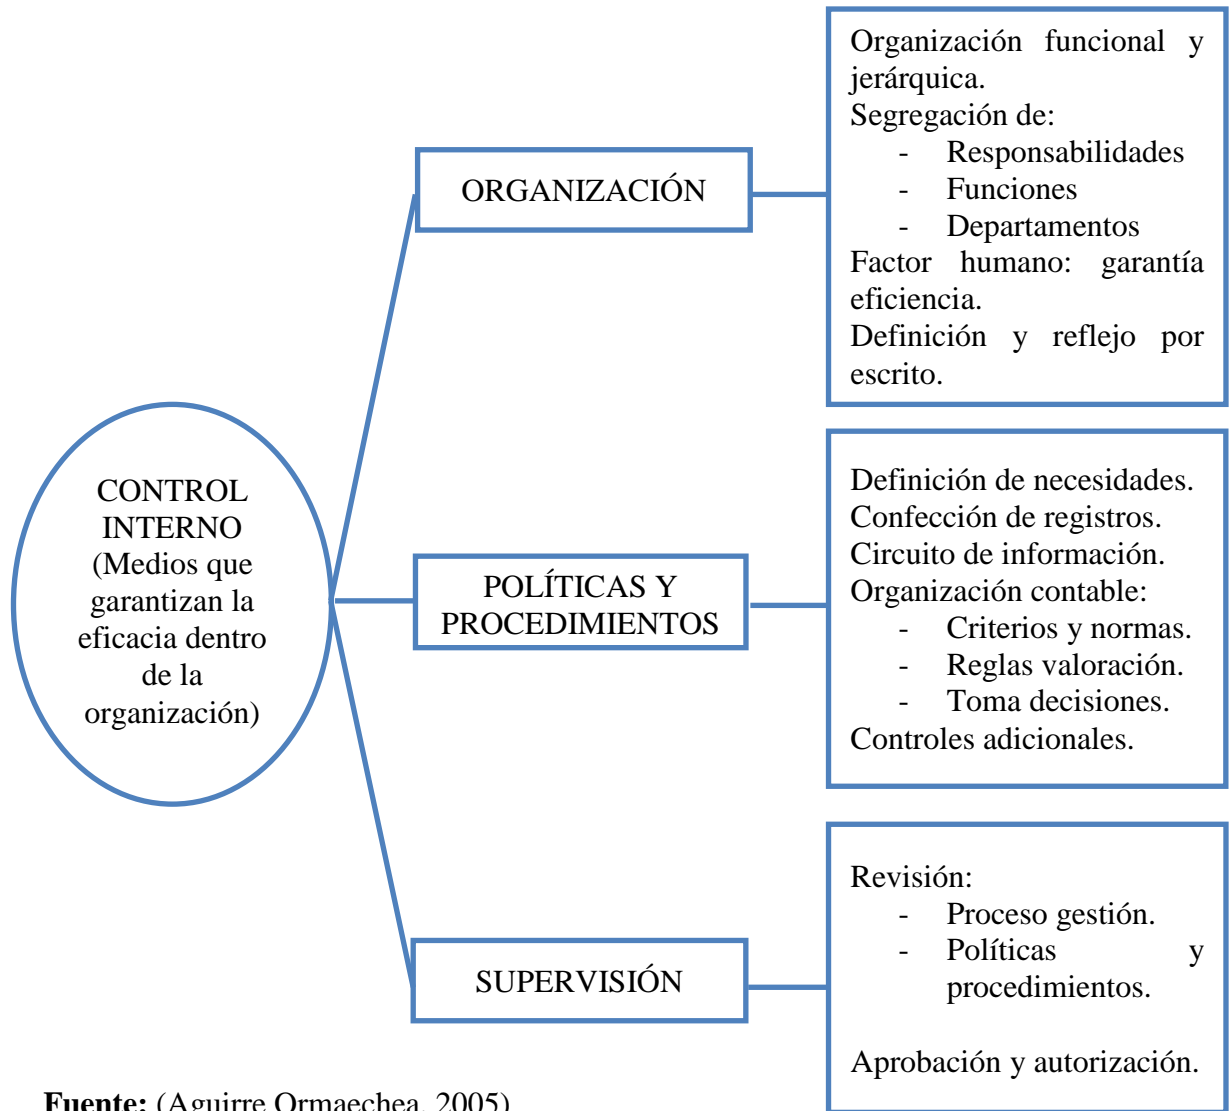 CONTROL
INTERNO
(Medios que
garantizan la
eficacia dentro
de la
organización)
ORGANIZACIÓN
Organización funcional y
jerárquica.
Segregación de:
- Responsabilidades
- Funciones
- Departamentos
Factor humano: garantía
eficiencia.
Definición y reflejo por
escrito.
POLÍTICAS Y
PROCEDIMIENTOS
Definición de necesidades.
Confección de registros.
Circuito de información.
Organización contable:
- Criterios y normas.
- Reglas valoración.
- Toma decisiones.
Controles adicionales.
SUPERVISIÓN
Revisión:
- Proceso gestión.
- Políticas y
procedimientos.
Aprobación y autorización.
Fuente: (Aguirre Ormaechea, 2005)